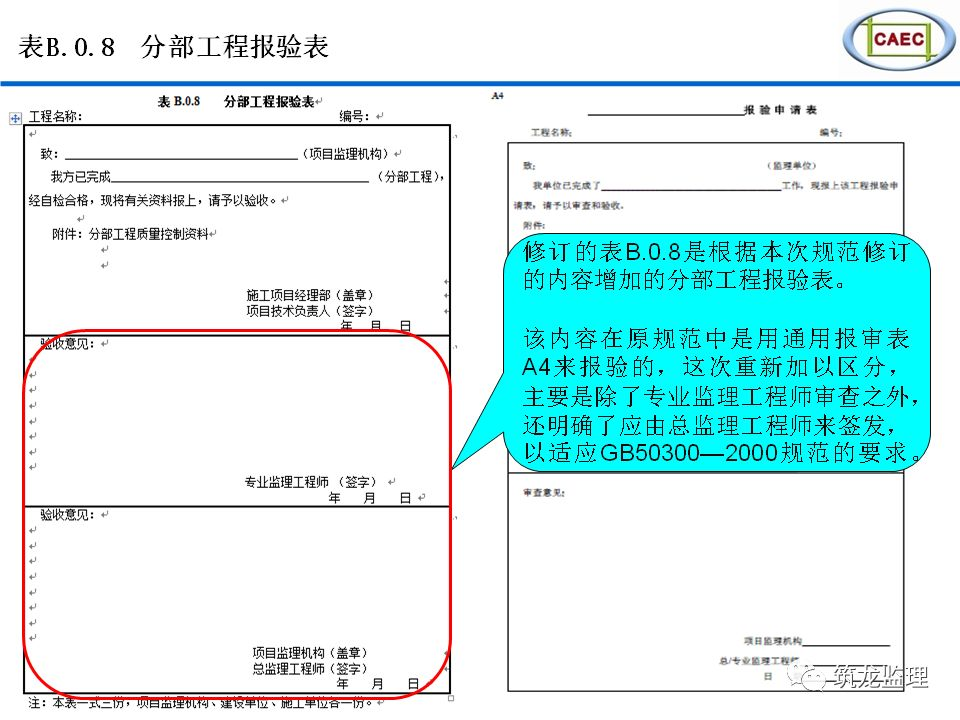 表B.0.8 分部工程报验表
CAEC
表 B.0.8 分部工程报验表
工程名称： 编号：
致：（项目监理机构）
我方已完成（分部工程），
经自检合格，现将有关资料报上，请予以验收。
附件：分部工程质量控制资料
施工项目经理部（盖章）
项目技术负责人（签字）
年 月 日
验收意见：
专业监理工程师 （签字）
年 月 日
验收意见：
项目监理机构（盖章）
总监理工程师（签字）
年 月 日
注：本表一式三份，项目监理机构、建设单位、施工单位各一份。
A4
报验申请表
工程名称： 编号：
致： （监理单位）
我单位已完成了工作，现报上该工程报验申
请表，请予以审查和验收。
附件：
修订的表B.0.8是根据本次规范修订
的内容增加的分部工程报验表。
该内容在原规范中是用通用报审表
A4来报验的，这次重新加以区分，
主要是除了专业监理工程师审查之外，
还明确了应由总监理工程师来签发，
以适应GB50300—2000规范的要求。
审查意见：
项目监理机构
总/专业监理工程师
日
筑龙监理